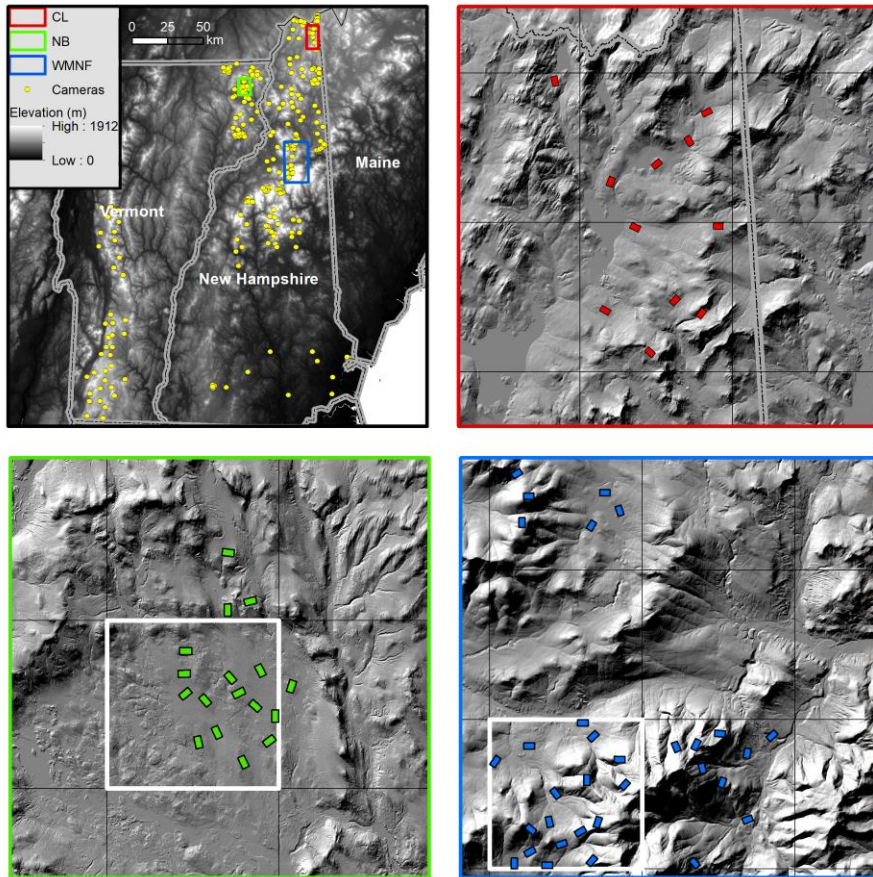 CL
NB
WMNF
Cameras
Elevation (m)
High : 1912
Low : 0
0 25 50
km
Maine
Vermont
New Hampshire